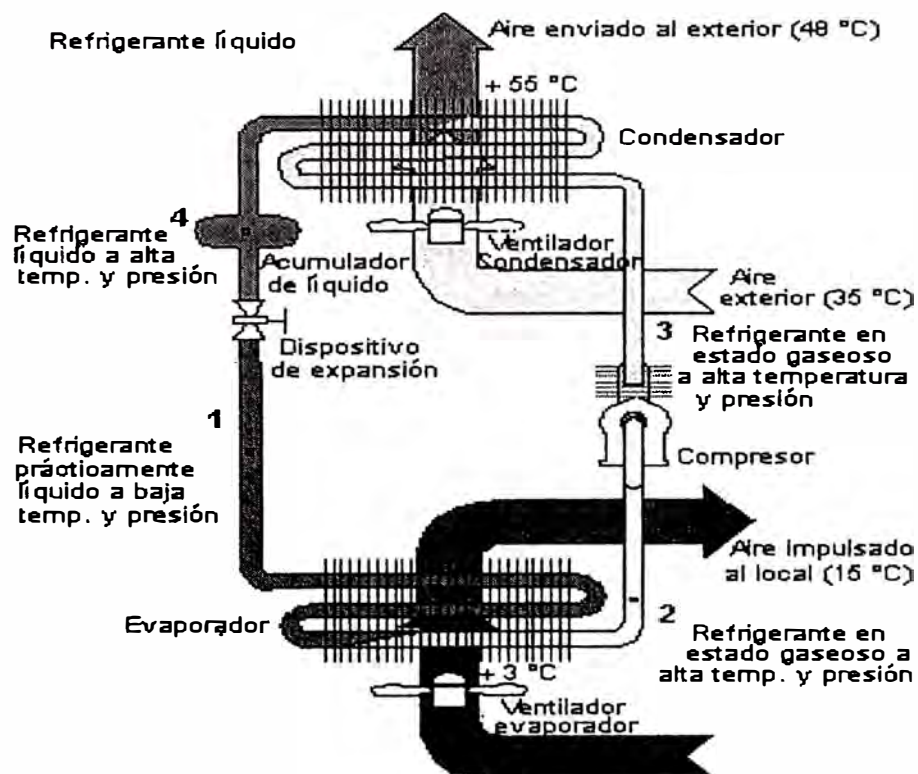 Refrigerante líquido
Aire enviado al exterior (48 °C)
+ 55 °C
Condensador
4
Refrigerante
líquido a alta
temp. y presión
Acumulador
de líquido
Ventilador
Condensador
Aire
exterior (35 °C)
Dispositivo
de expansión
3
Refrigerante en
estado gaseoso
a alta temperatura
y presión
1
Refrigerante
prácticamente
líquido a baja
temp. y presión
Compresor
Aire impulsado
al local (15 °C)
Evaporador
2
Refrigerante en
estado gaseoso a
alta temp. y presión
+ 3 °C
Ventilador
evaporador